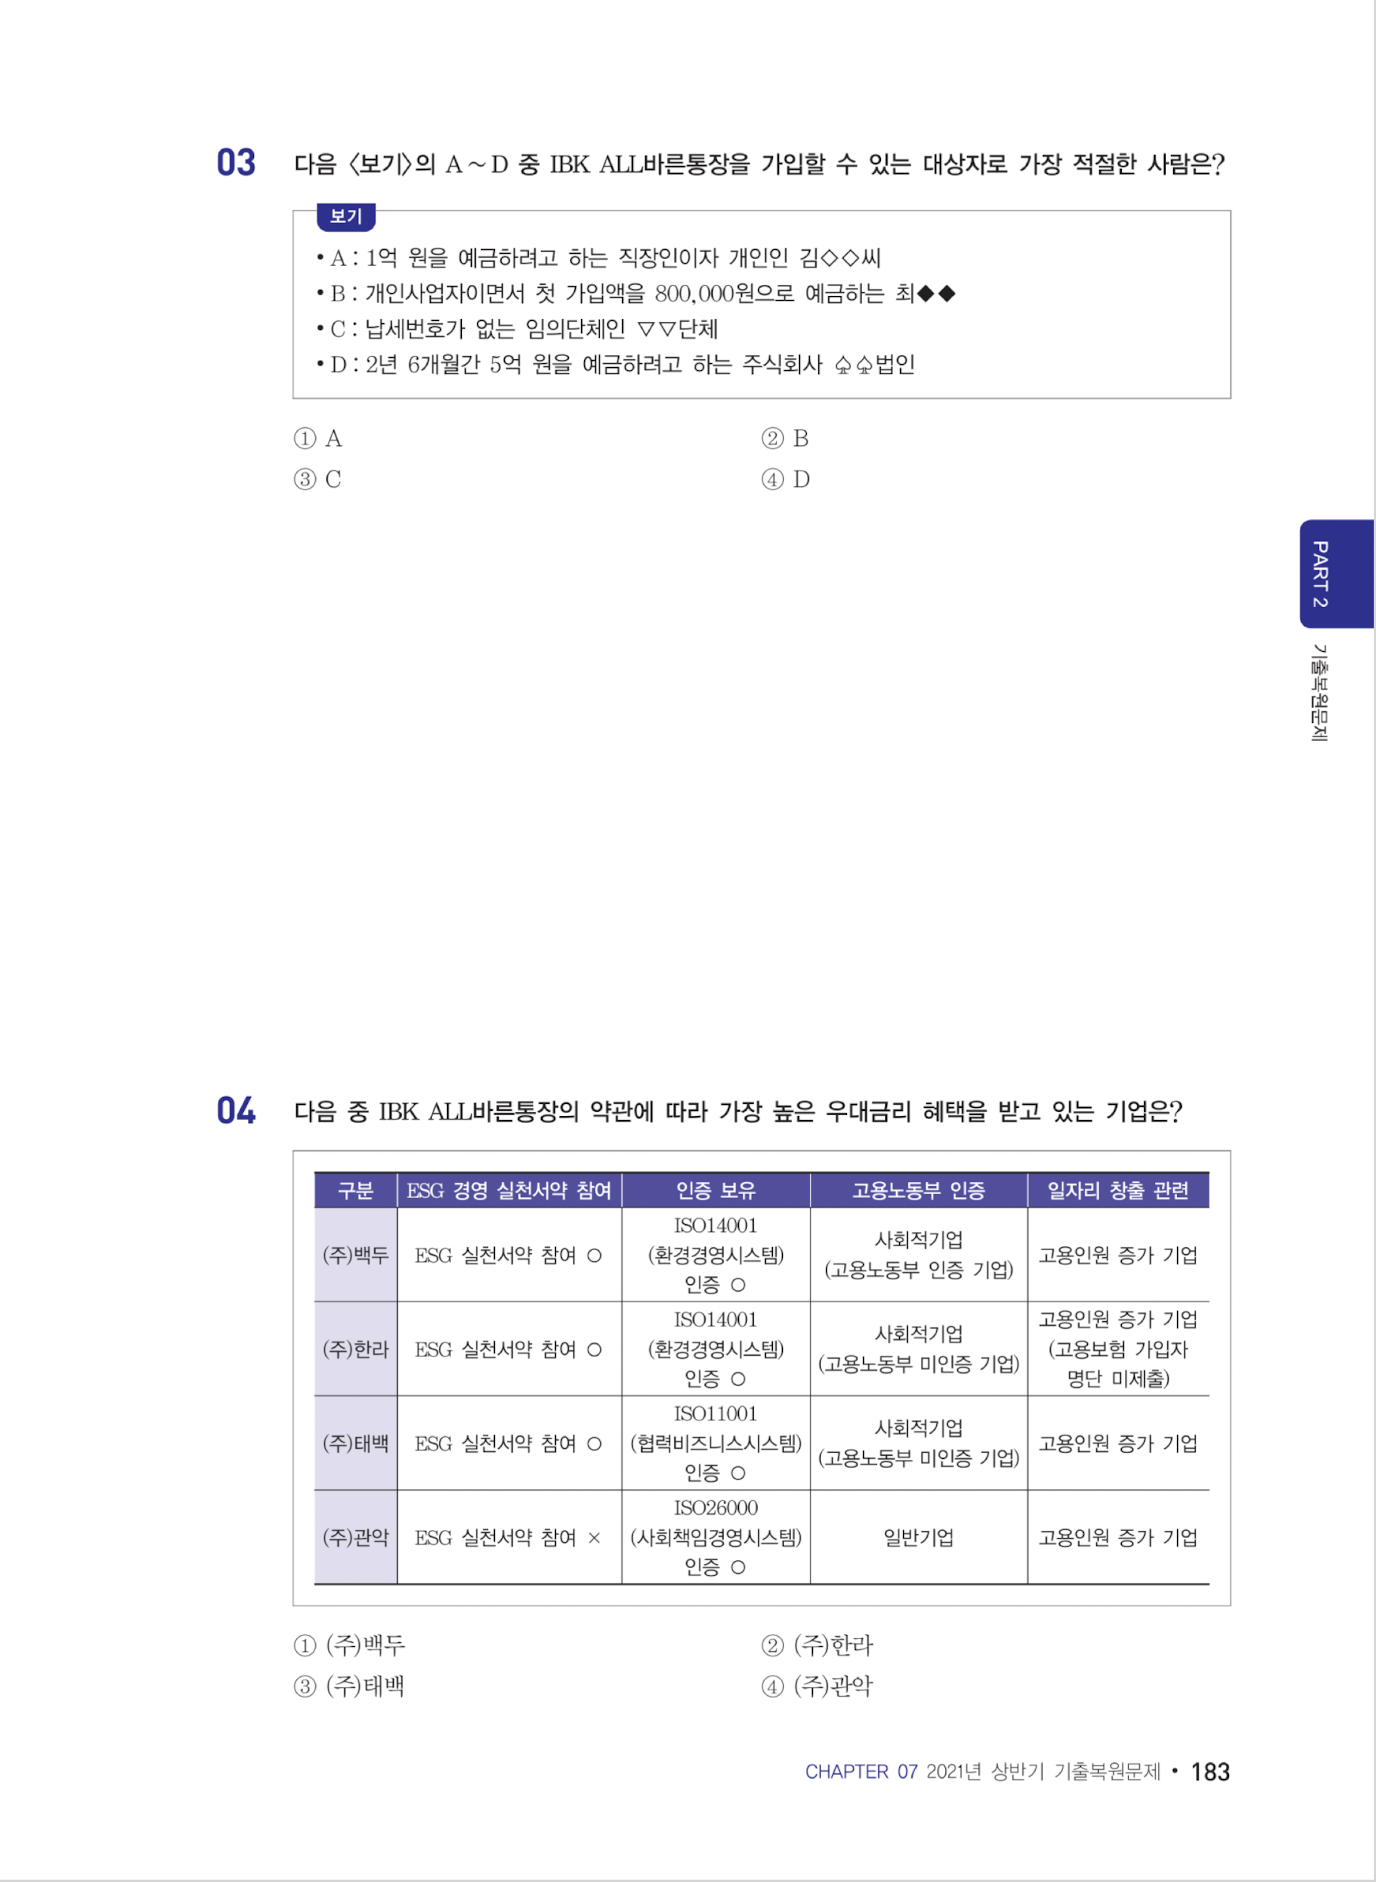 03 다음 〈보기〉의 A ~ D 중 IBK ALL바른통장을 가입할 수 있는 대상자로 가장 적절한 사람은?
보기
• A : 1억 원을 예금하려고 하는 직장인이자 개인인 김◇◇씨
• B : 개인사업자이면서 첫 가입액을 800,000원으로 예금하는 최◆◆
• C : 납세번호가 없는 임의단체인 ▽▽단체
• D : 2년 6개월간 5억 원을 예금하려고 하는 주식회사 ♤♤법인
① A ② B
③ C ④ D
PART 2
기출복원문제
04 다음 중 IBK ALL바른통장의 약관에 따라 가장 높은 우대금리 혜택을 받고 있는 기업은?
구분 ESG 경영 실천서약 참여 인증 보유 고용노동부 인증 일자리 창출 관련
(주)백두 ESG 실천서약 참여 ○ ISO14001
(환경경영시스템)
인증 ○
사회적기업
(고용노동부 인증 기업)
고용인원 증가 기업
(주)한라 ESG 실천서약 참여 ○ ISO14001
(환경경영시스템)
인증 ○
사회적기업
(고용노동부 미인증 기업)
고용인원 증가 기업
(고용보험 가입자
명단 미제출)
(주)태백 ESG 실천서약 참여 ○ ISO11001
(협력비즈니스시스템)
인증 ○
사회적기업
(고용노동부 미인증 기업)
고용인원 증가 기업
(주)관악 ESG 실천서약 참여 × ISO26000
(사회책임경영시스템)
인증 ○
일반기업
고용인원 증가 기업
① (주)백두 ② (주)한라
③ (주)태백 ④ (주)관악
CHAPTER 07 2021년 상반기 기출복원문제 • 183